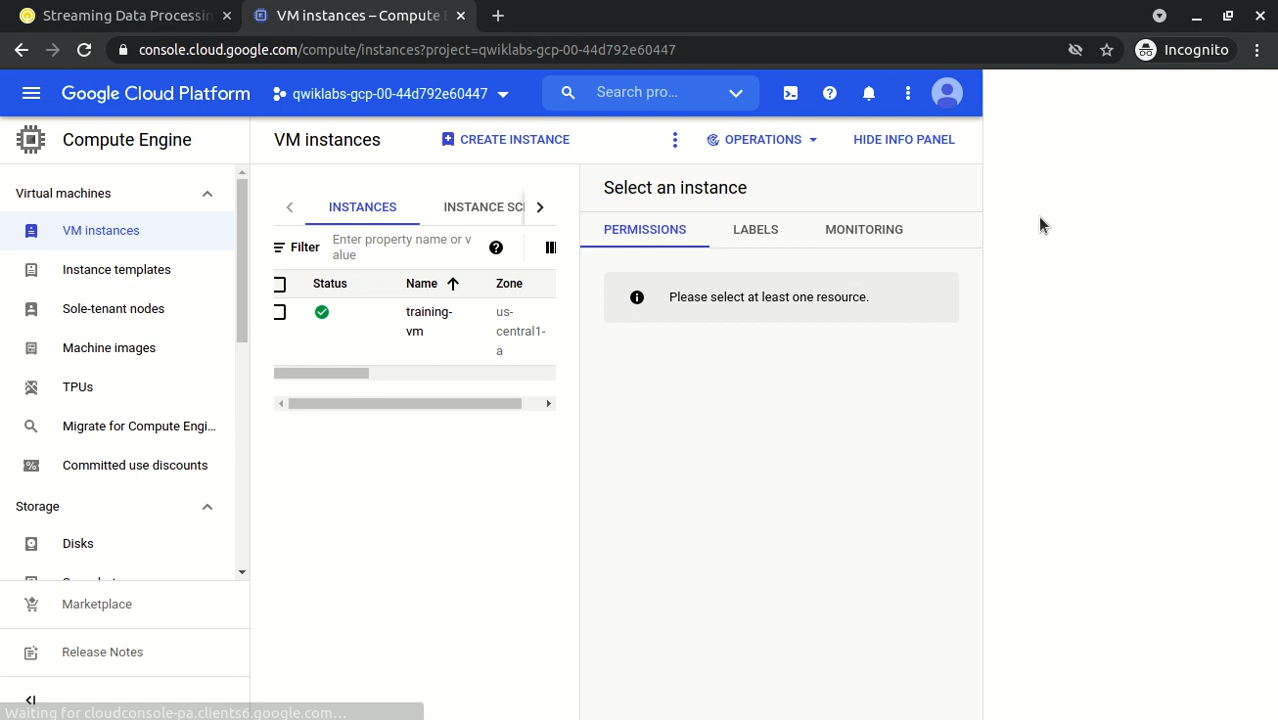 Streaming Data Processin
VM instances – Compute E
console.cloud.google.com/compute/instances?project=qwiklabs-gcp-00-44d792e60447
Incognito
Google Cloud Platform
qwiklabs-gcp-00-44d792e60447
Search pro...
Compute Engine
VM instances
CREATE INSTANCE
OPERATIONS
HIDE INFO PANEL
Virtual machines
VM instances
Instance templates
Sole-tenant nodes
Machine images
TPUs
Migrate for Compute Engi...
Committed use discounts
Storage
Disks
Marketplace
Release Notes
Waiting for cloudconsole-pa.clients6.google.com...
INSTANCES
INSTANCE SC
Filter
Enter property name or v
alue
Status
Name
Zone
training-
vm
us-
central1-
a
Select an instance
PERMISSIONS
LABELS
MONITORING
Please select at least one resource.